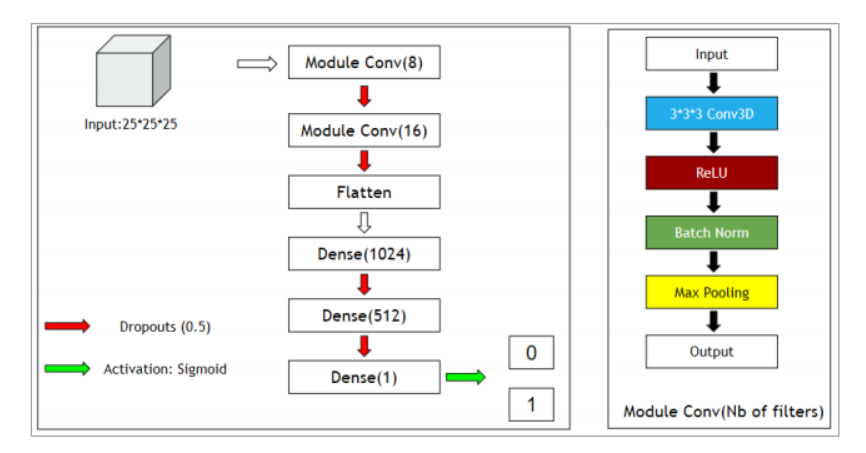 Input:25*25*25
Module Conv(8)
Module Conv(16)
Flatten
Dense(1024)
Dense(512)
Dense(1)
0
1
Dropouts (0.5)
Activation: Sigmoid
Input
3*3*3 Conv3D
ReLU
Batch Norm
Max Pooling
Output
Module Conv(Nb of filters)